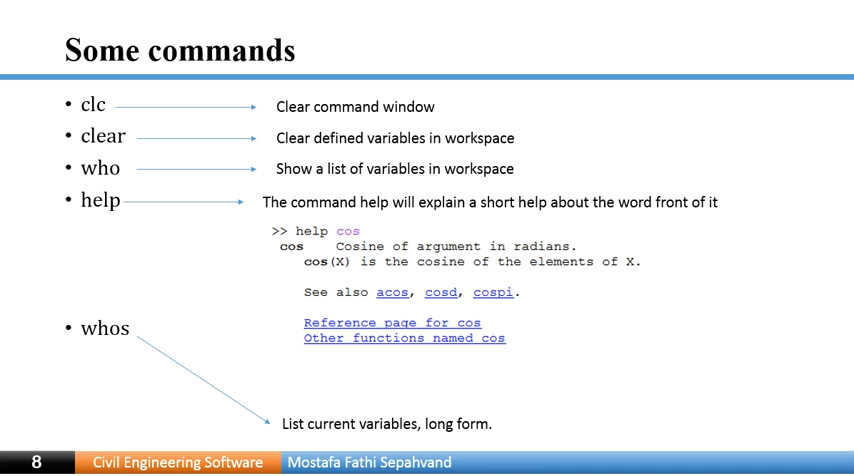 Some commands
• clc Clear command window
• clear Clear defined variables in workspace
• who Show a list of variables in workspace
• help The command help will explain a short help about the word front of it
>> help cos
cos Cosine of argument in radians.
cos(X) is the cosine of the elements of X.
See also acos, cosd, cospi.
Reference page for cos
Other functions named cos
• whos
List current variables, long form.
8 Civil Engineering Software Mostafa Fathi Sepahvand